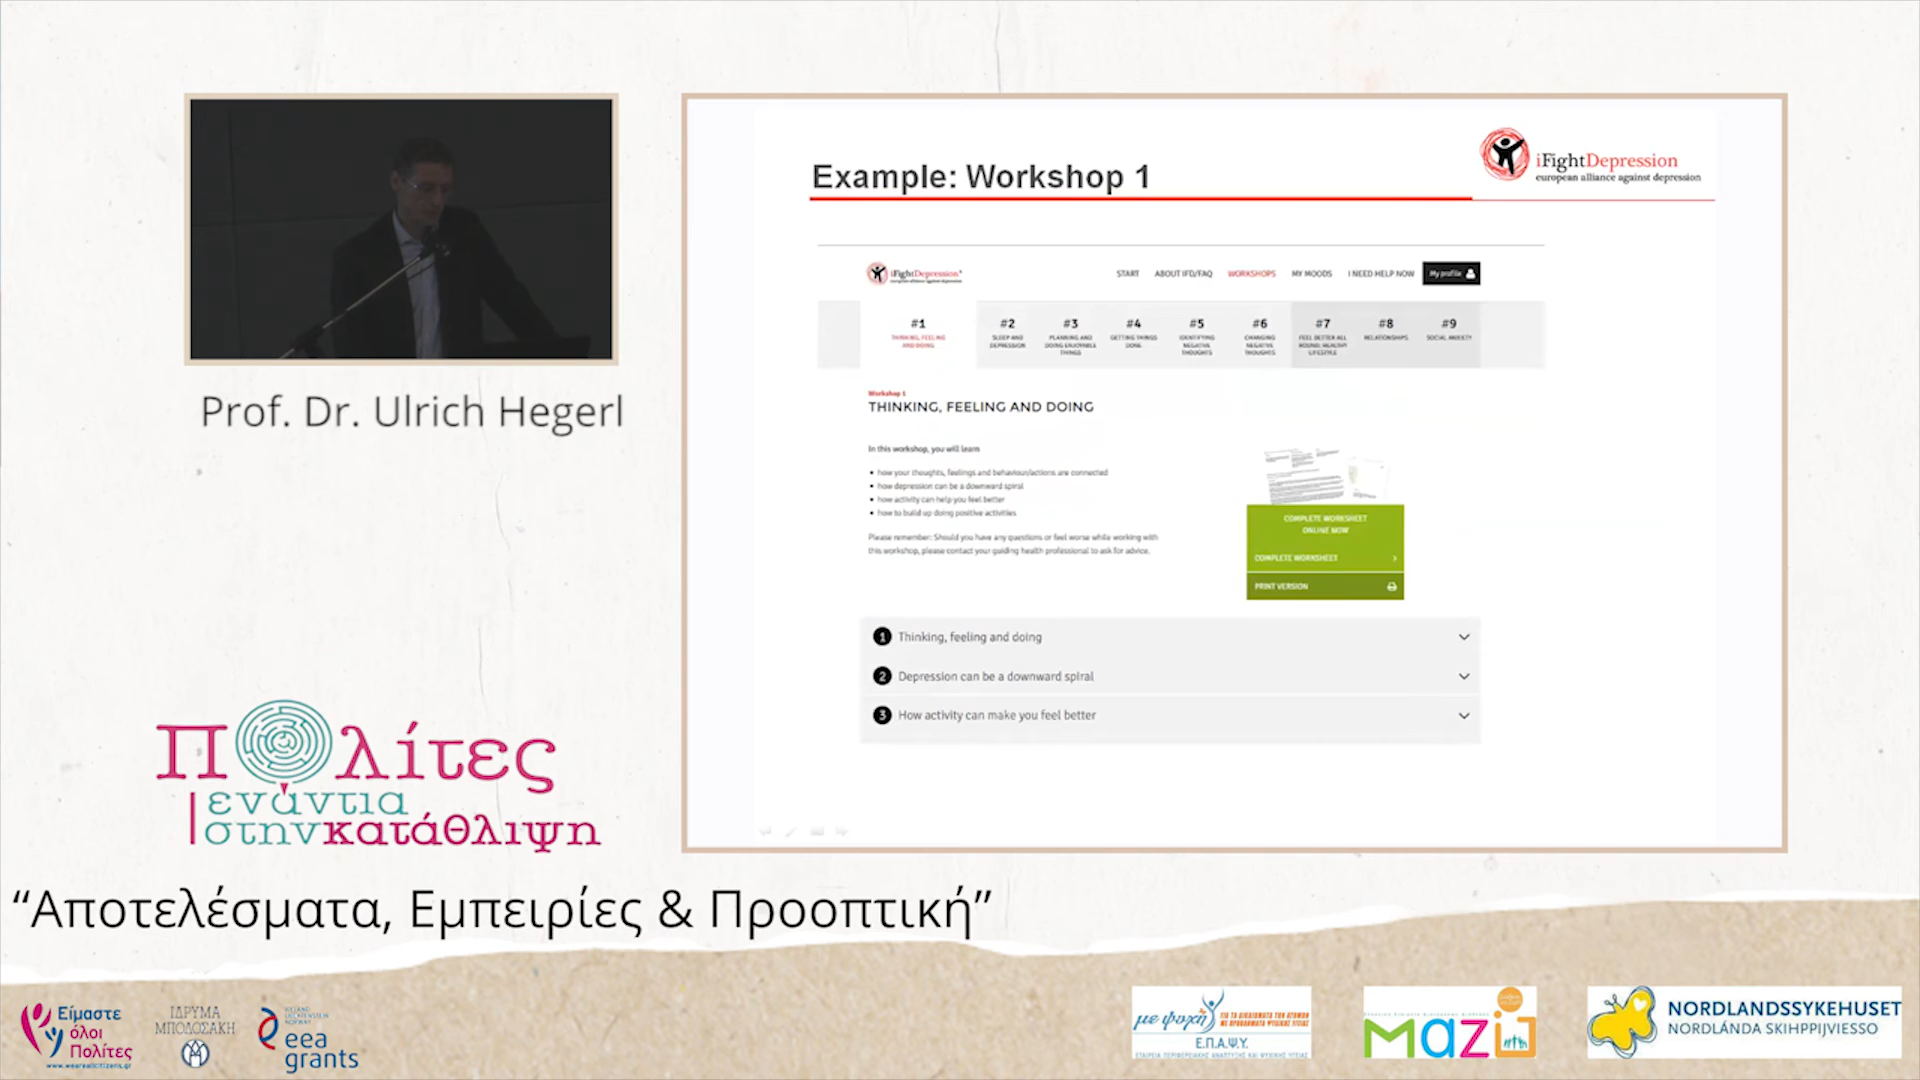 Prof. Dr. Ulrich Hegerl
Example: Workshop 1
iFightDepression
european alliance against depression
iFightDepression
european alliance against depression
START
ABOUT IFD/FAQ
WORKSHOPS
MY MOODS
I NEED HELP NOW
My profile
#1
THINKING, FEELING
AND DOING
#2
SLEEP AND
DEPRESSION
#3
PLANNING AND
DOING ENJOYABLE
THINGS
#4
GETTING THINGS
DONE
#5
IDENTIFYING
NEGATIVE
THOUGHTS
#6
CHANGING
NEGATIVE
THOUGHTS
#7
FEEL BETTER ALL
ROUND: HEALTHY
LIFESTYLE
#8
RELATIONSHIPS
#9
SOCIAL ANXIETY
Workshop 1
THINKING, FEELING AND DOING
In this workshop, you will learn
• how your thoughts, feelings and behaviour/actions are connected
• how depression can be a downward spiral
• how activity can help you feel better
• how to build up doing positive activities
Please remember: Should you have any questions or feel worse while working with
this workshop, please contact your guiding health professional to ask for advice.
COMPLETE WORKSHEET
ONLINE NOW
COMPLETE WORKSHEET
PRINT VERSION
1 Thinking, feeling and doing
2 Depression can be a downward spiral
3 How activity can make you feel better
Πολίτες
ενάντια
στην κατάθλιψη
“Αποτελέσματα, Εμπειρίες & Προοπτική”
Είμαστε
όλοι
Πολίτες
www.weareallcitizens.gr
ΙΔΡΥΜΑ
ΜΠΟΔΟΣΑΚΗ
ICELAND
LIECHTENSTEIN
NORWAY
eea
grants
με ψυχή
ΓΙΑ ΤΑ ΔΙΚΑΙΩΜΑΤΑ ΤΩΝ ΑΤΟΜΩΝ
ΜΕ ΠΡΟΒΛΗΜΑΤΑ ΨΥΧΙΚΗΣ ΥΓΕΙΑΣ
Ε.Π.Α.Ψ.Υ.
ΕΤΑΙΡΕΙΑ ΠΕΡΙΦΕΡΕΙΑΚΗΣ ΑΝΑΠΤΥΞΗΣ ΚΑΙ ΨΥΧΙΚΗΣ ΥΓΕΙΑΣ
мazi
NORDLANDSSYKEHUSET
NORDLÁNDA SKIHPPIJVIESSO